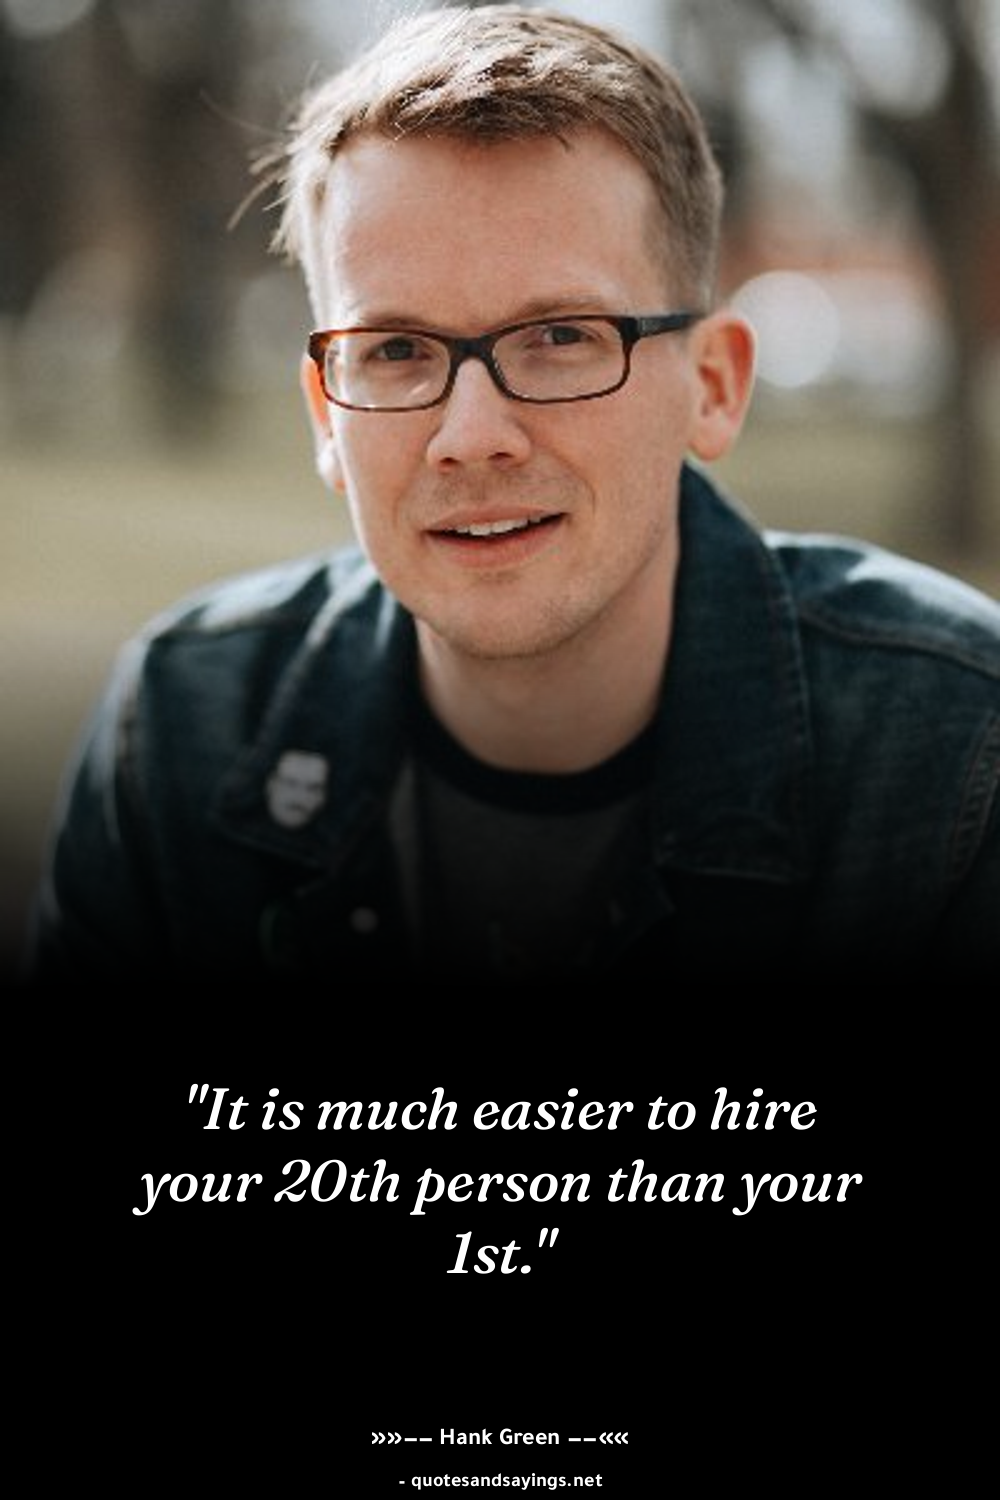 "It is much easier to hire
your 20th person than your
1st."
»»−− Hank Green −−««
- quotesandsayings.net